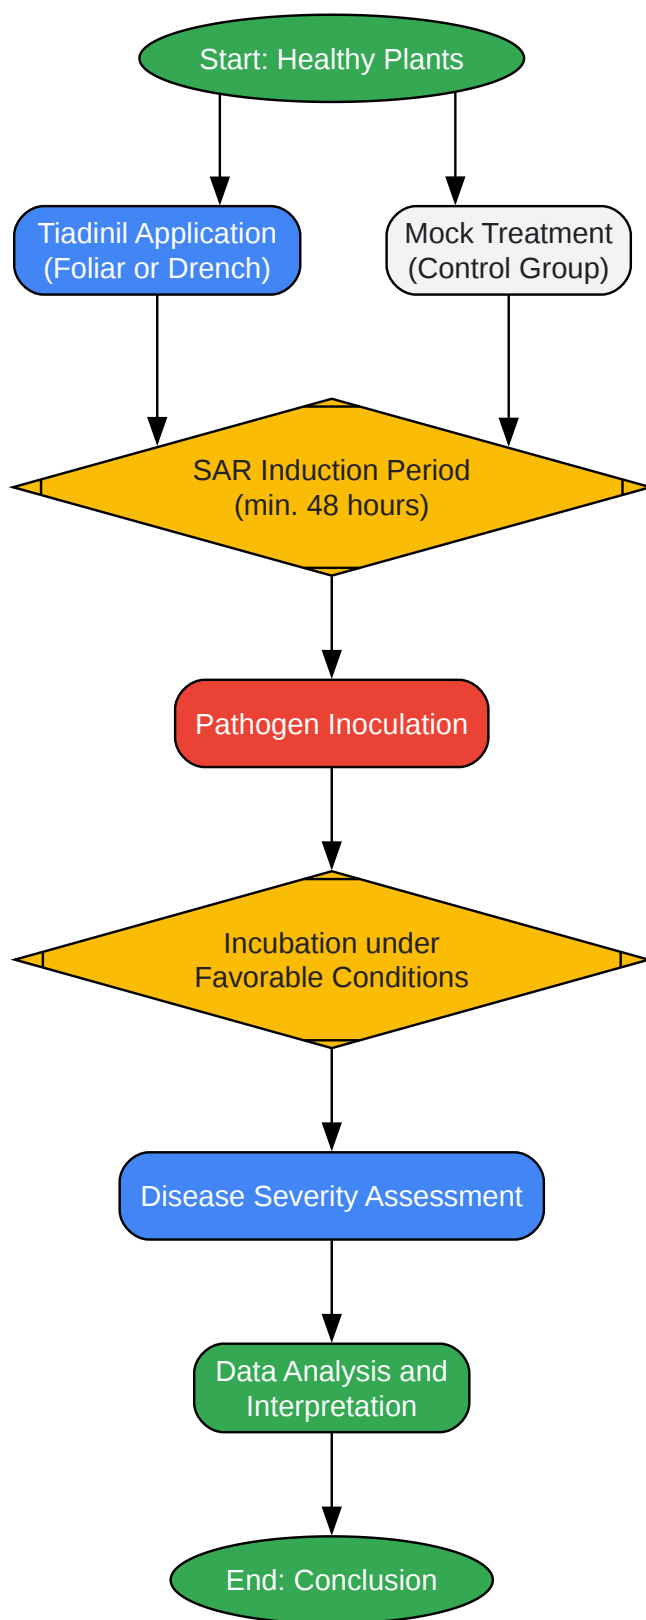 Start: Healthy Plants
Tiadinil Application
(Foliar or Drench)
Mock Treatment
(Control Group)
SAR Induction Period
(min. 48 hours)
Pathogen Inoculation
Incubation under
Favorable Conditions
Disease Severity Assessment
Data Analysis and
Interpretation
End: Conclusion